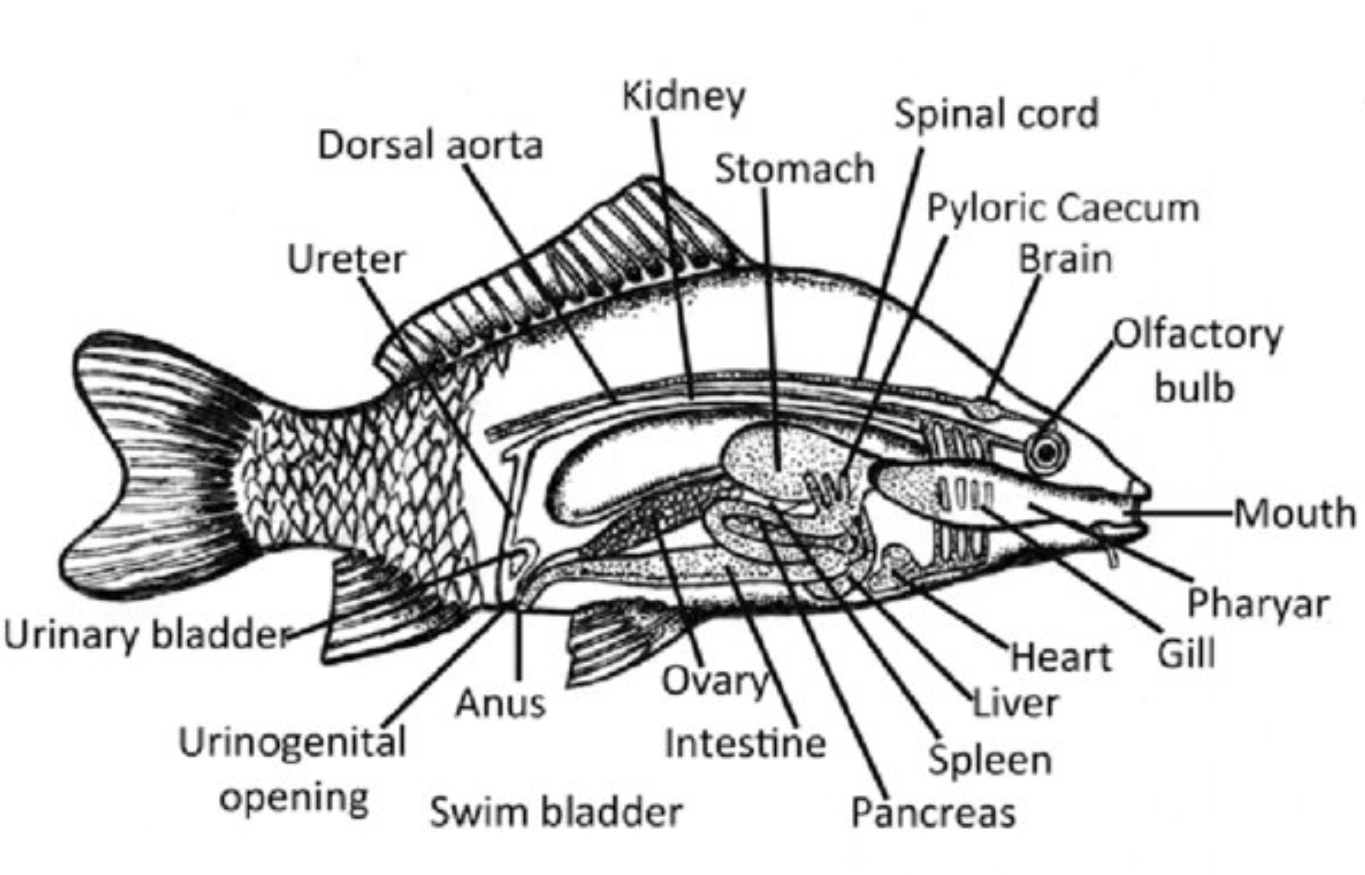 Kidney
Spinal cord
Dorsal aorta
Stomach
Pyloric Caecum
Ureter
Brain
Olfactory
bulb
Mouth
Pharyar
Urinary bladder
Gill
Heart
Ovary
Anus
Liver
Urinogenital
opening
Intestine
Spleen
Swim bladder
Pancreas